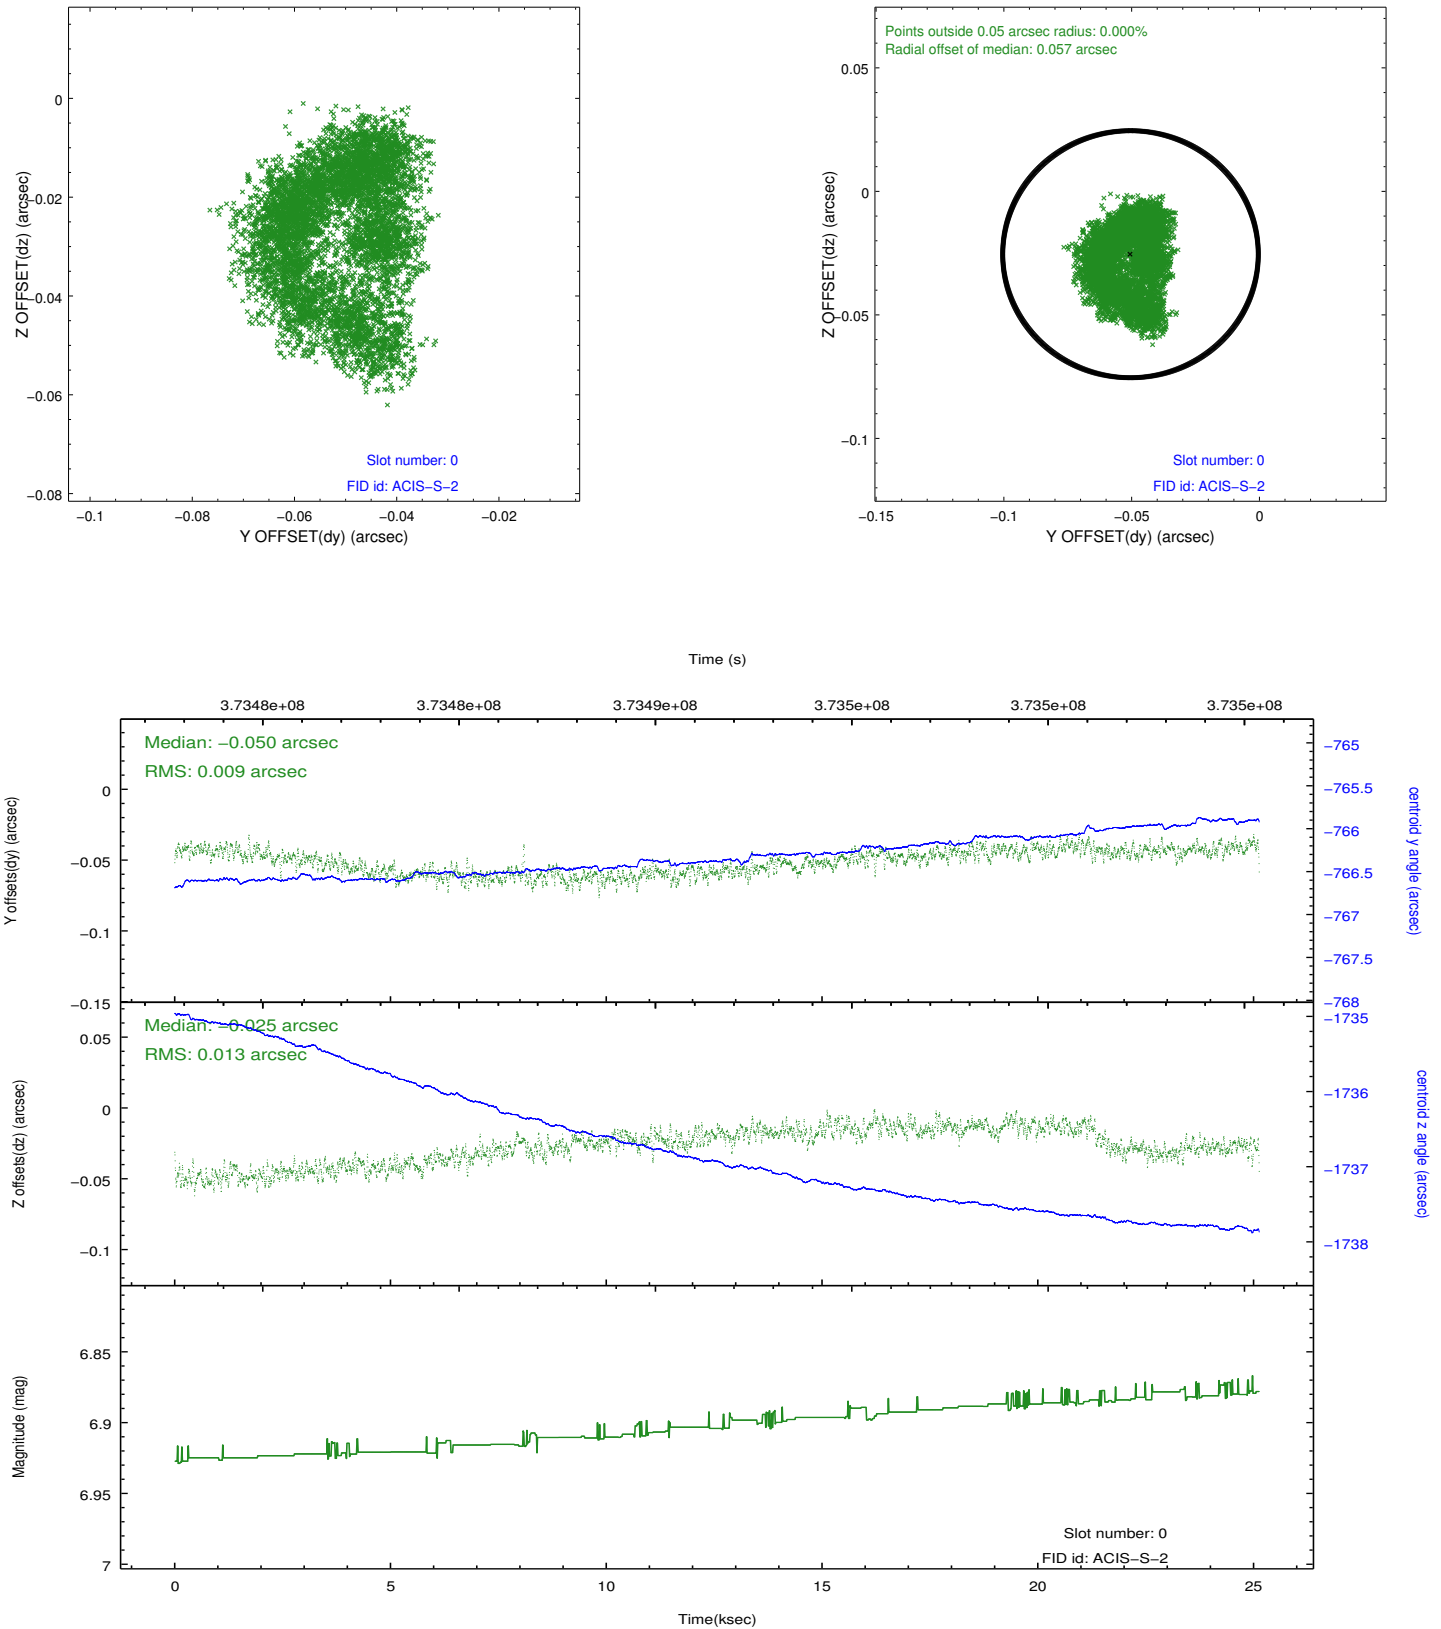 0
−0.02
−0.04
−0.06
−0.08
Z OFFSET(dz) (arcsec)
Slot number: 0
FID id: ACIS−S−2
−0.1 −0.08 −0.06 −0.04 −0.02
Y OFFSET(dy) (arcsec)
Points outside 0.05 arcsec radius: 0.000%
Radial offset of median: 0.057 arcsec
0.05
0
−0.05
−0.1
Z OFFSET(dz) (arcsec)
Slot number: 0
FID id: ACIS−S−2
−0.15 −0.1 −0.05 0
Y OFFSET(dy) (arcsec)
Time (s)
3.7348e+08 3.7348e+08 3.7349e+08 3.735e+08 3.735e+08 3.735e+08
Median: −0.050 arcsec
RMS: 0.009 arcsec
0
−0.05
−0.1
−0.15
Y offsets(dy) (arcsec)
−765
−765.5
−766
−766.5
−767
−767.5
−768
centroid y angle (arcsec)
Median: −0.025 arcsec
RMS: 0.013 arcsec
0.05
0
−0.05
−0.1
Z offsets(dz) (arcsec)
−1735
−1736
−1737
−1738
centroid z angle (arcsec)
6.85
6.9
6.95
7
Magnitude (mag)
Slot number: 0
FID id: ACIS−S−2
0 5 10 15 20 25
Time(ksec)